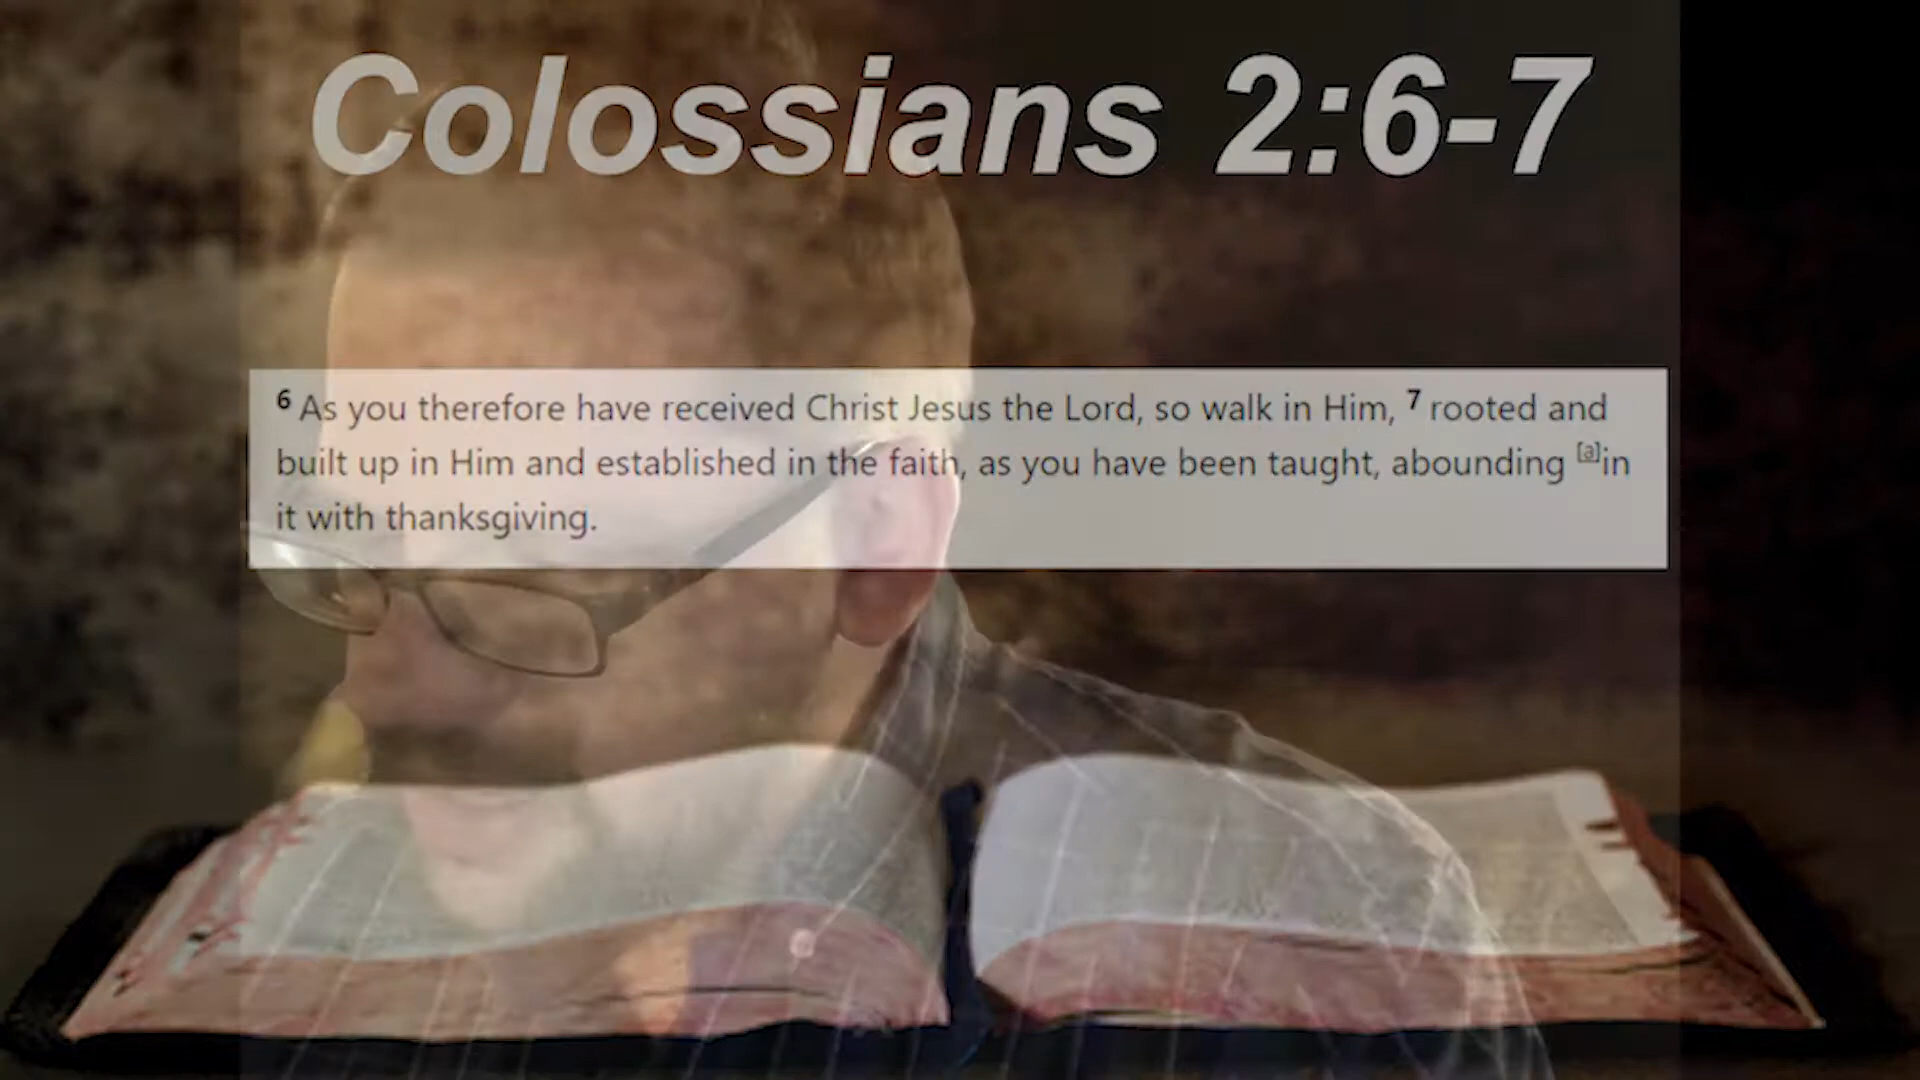 Colossians 2:6-7
6 As you therefore have received Christ Jesus the Lord, so walk in Him, 7 rooted and
built up in Him and established in the faith, as you have been taught, abounding [a]in
it with thanksgiving.